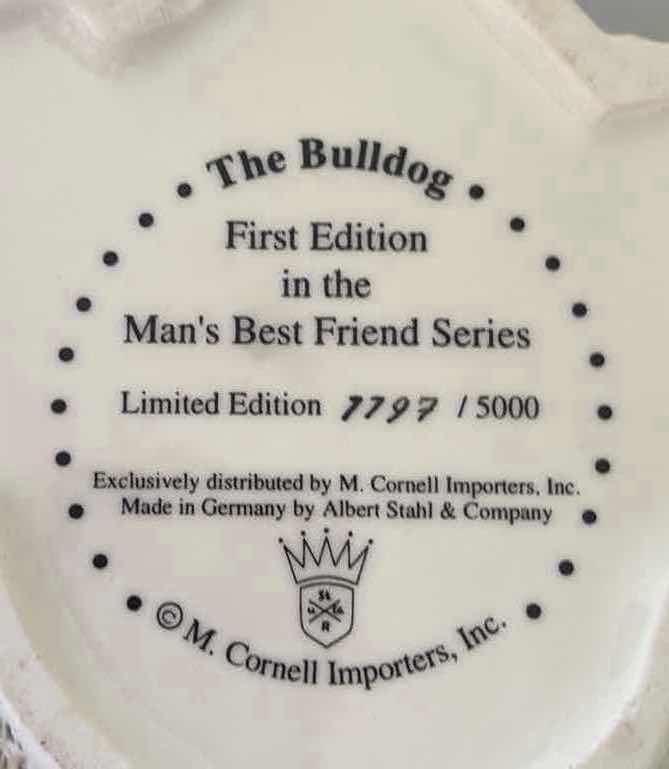 The Bulldog
First Edition
in the
Man's Best Friend Series
Limited Edition / 5000
Exclusively distributed by M. Cornell Importers, Inc.
Made in Germany by Albert Stahl & Company
St
R
© M. Cornell Importers, Inc.